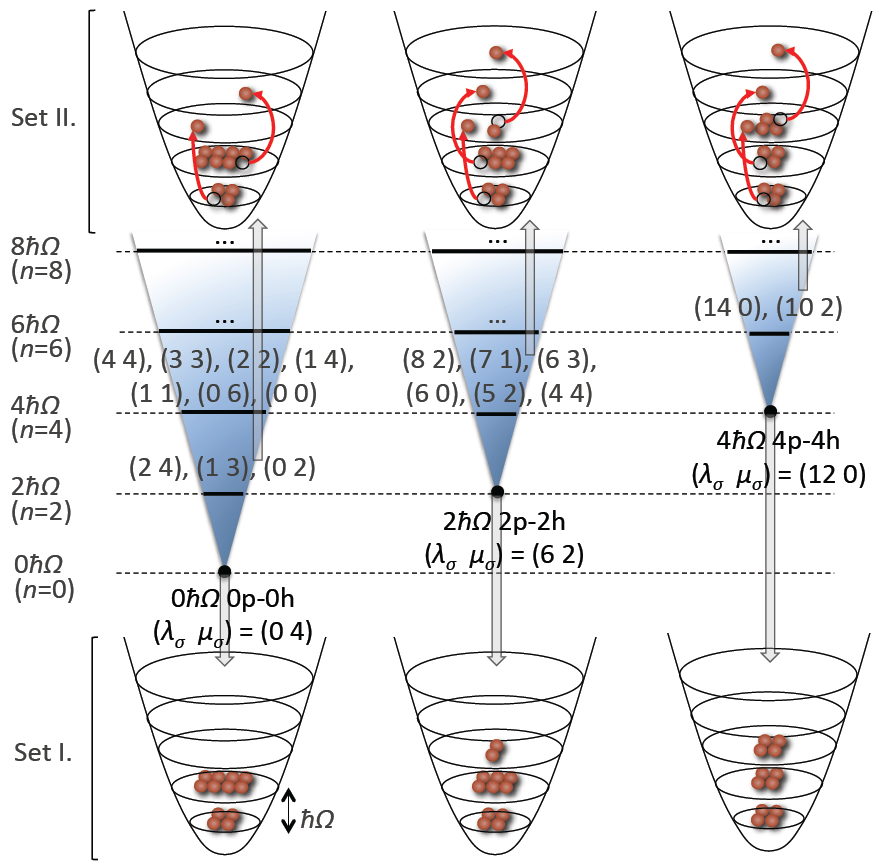 Set II.
8ħΩ
(n=8)
...
...
...
6ħΩ
(n=6)
...
...
(14 0), (10 2)
(4 4), (3 3), (2 2), (1 4),
(1 1), (0 6), (0 0)
(8 2), (7 1), (6 3),
(6 0), (5 2), (4 4)
4ħΩ
(n=4)
4ħΩ 4p-4h
(λσ μσ) = (12 0)
(2 4), (1 3), (0 2)
2ħΩ
(n=2)
2ħΩ 2p-2h
(λσ μσ) = (6 2)
0ħΩ
(n=0)
0ħΩ 0p-0h
(λσ μσ) = (0 4)
Set I.
ħΩ